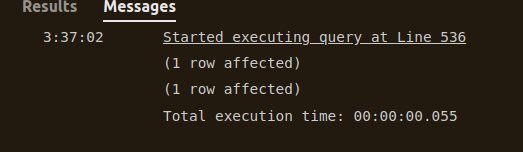 Results Messages
3:37:02 Started executing query at Line 536
(1 row affected)
(1 row affected)
Total execution time: 00:00:00.055